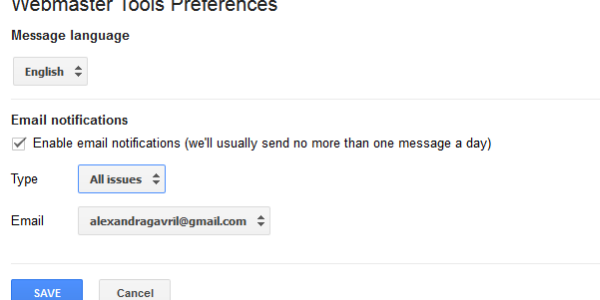 Webmaster Tools Preferences
Message language
English
Email notifications
Enable email notifications (we'll usually send no more than one message a day)
Type All issues
Email alexandragavril@gmail.com
SAVE Cancel